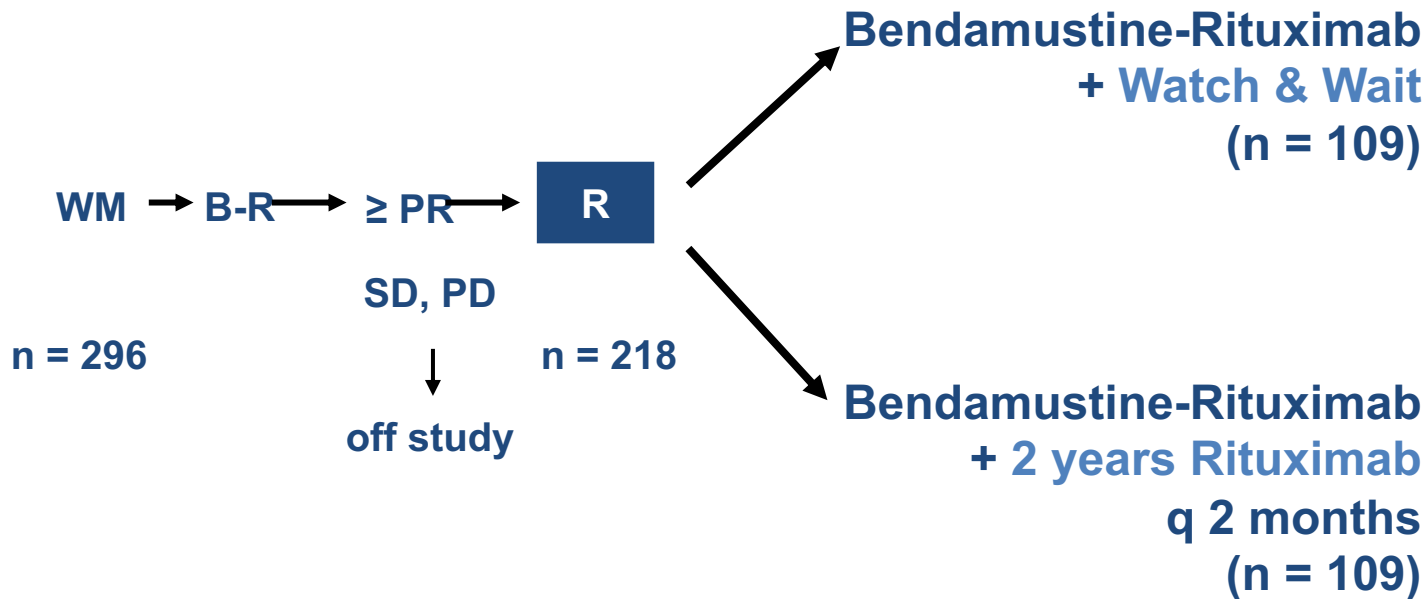 Bendamustine-Rituximab
+ Watch & Wait
(n = 109)
WM B-R ≥ PR R
SD, PD
n = 296 n = 218
off study
Bendamustine-Rituximab
+ 2 years Rituximab
q 2 months
(n = 109)